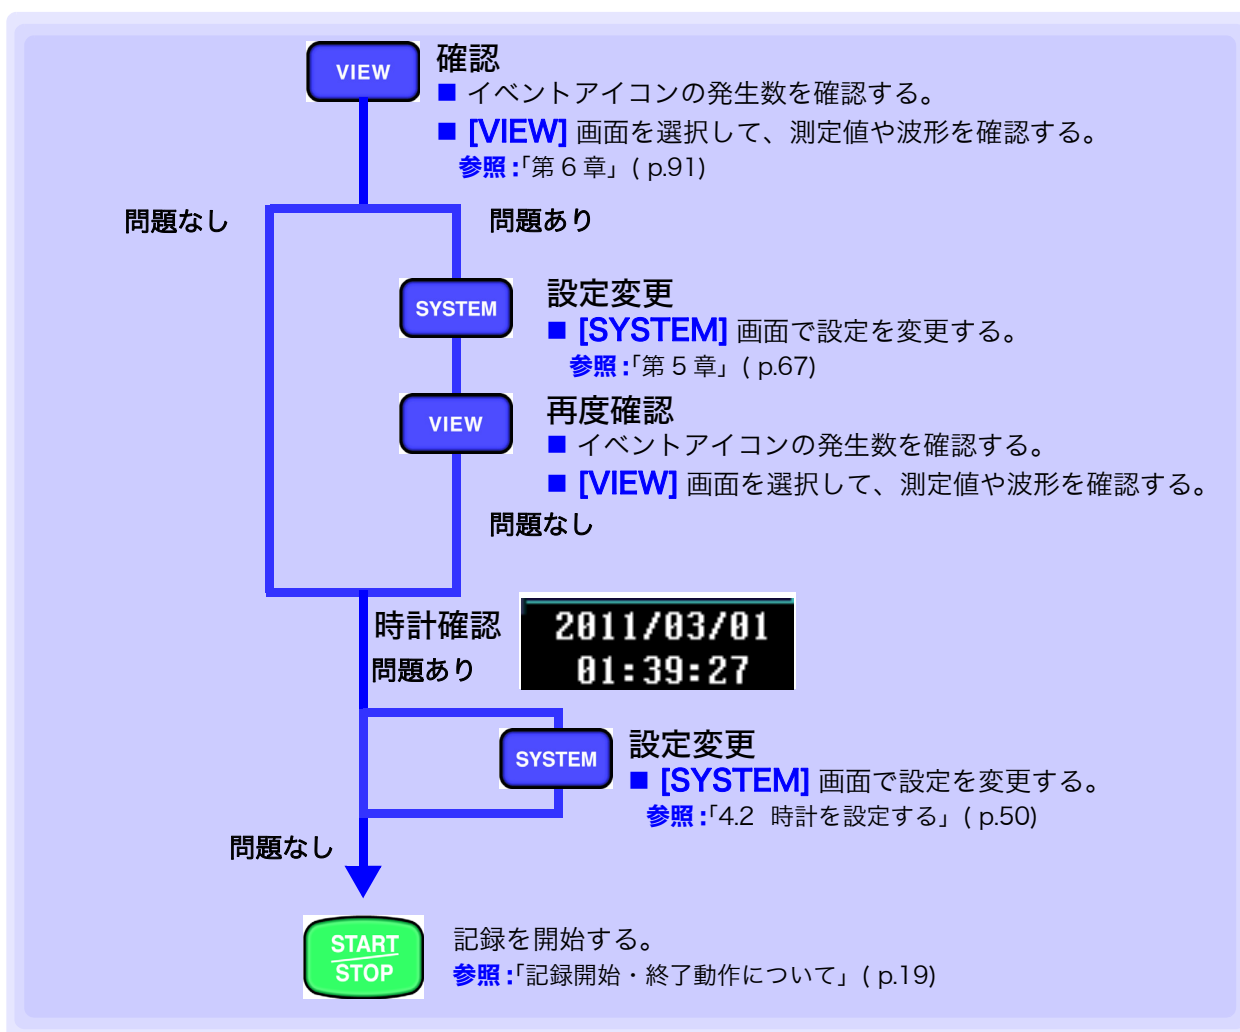 VIEW
確認
■ イベントアイコンの発生数を確認する。
■ [VIEW] 画面を選択して、測定値や波形を確認する。
参照:「第 6 章」( p.91)
問題なし
問題あり
SYSTEM
設定変更
■ [SYSTEM] 画面で設定を変更する。
参照:「第 5 章」( p.67)
VIEW
再度確認
■ イベントアイコンの発生数を確認する。
■ [VIEW] 画面を選択して、測定値や波形を確認する。
問題なし
時計確認
2011/03/01
01:39:27
問題あり
SYSTEM
設定変更
■ [SYSTEM] 画面で設定を変更する。
参照:「4.2 時計を設定する」( p.50)
問題なし
START
STOP
記録を開始する。
参照:「記録開始・終了動作について」( p.19)